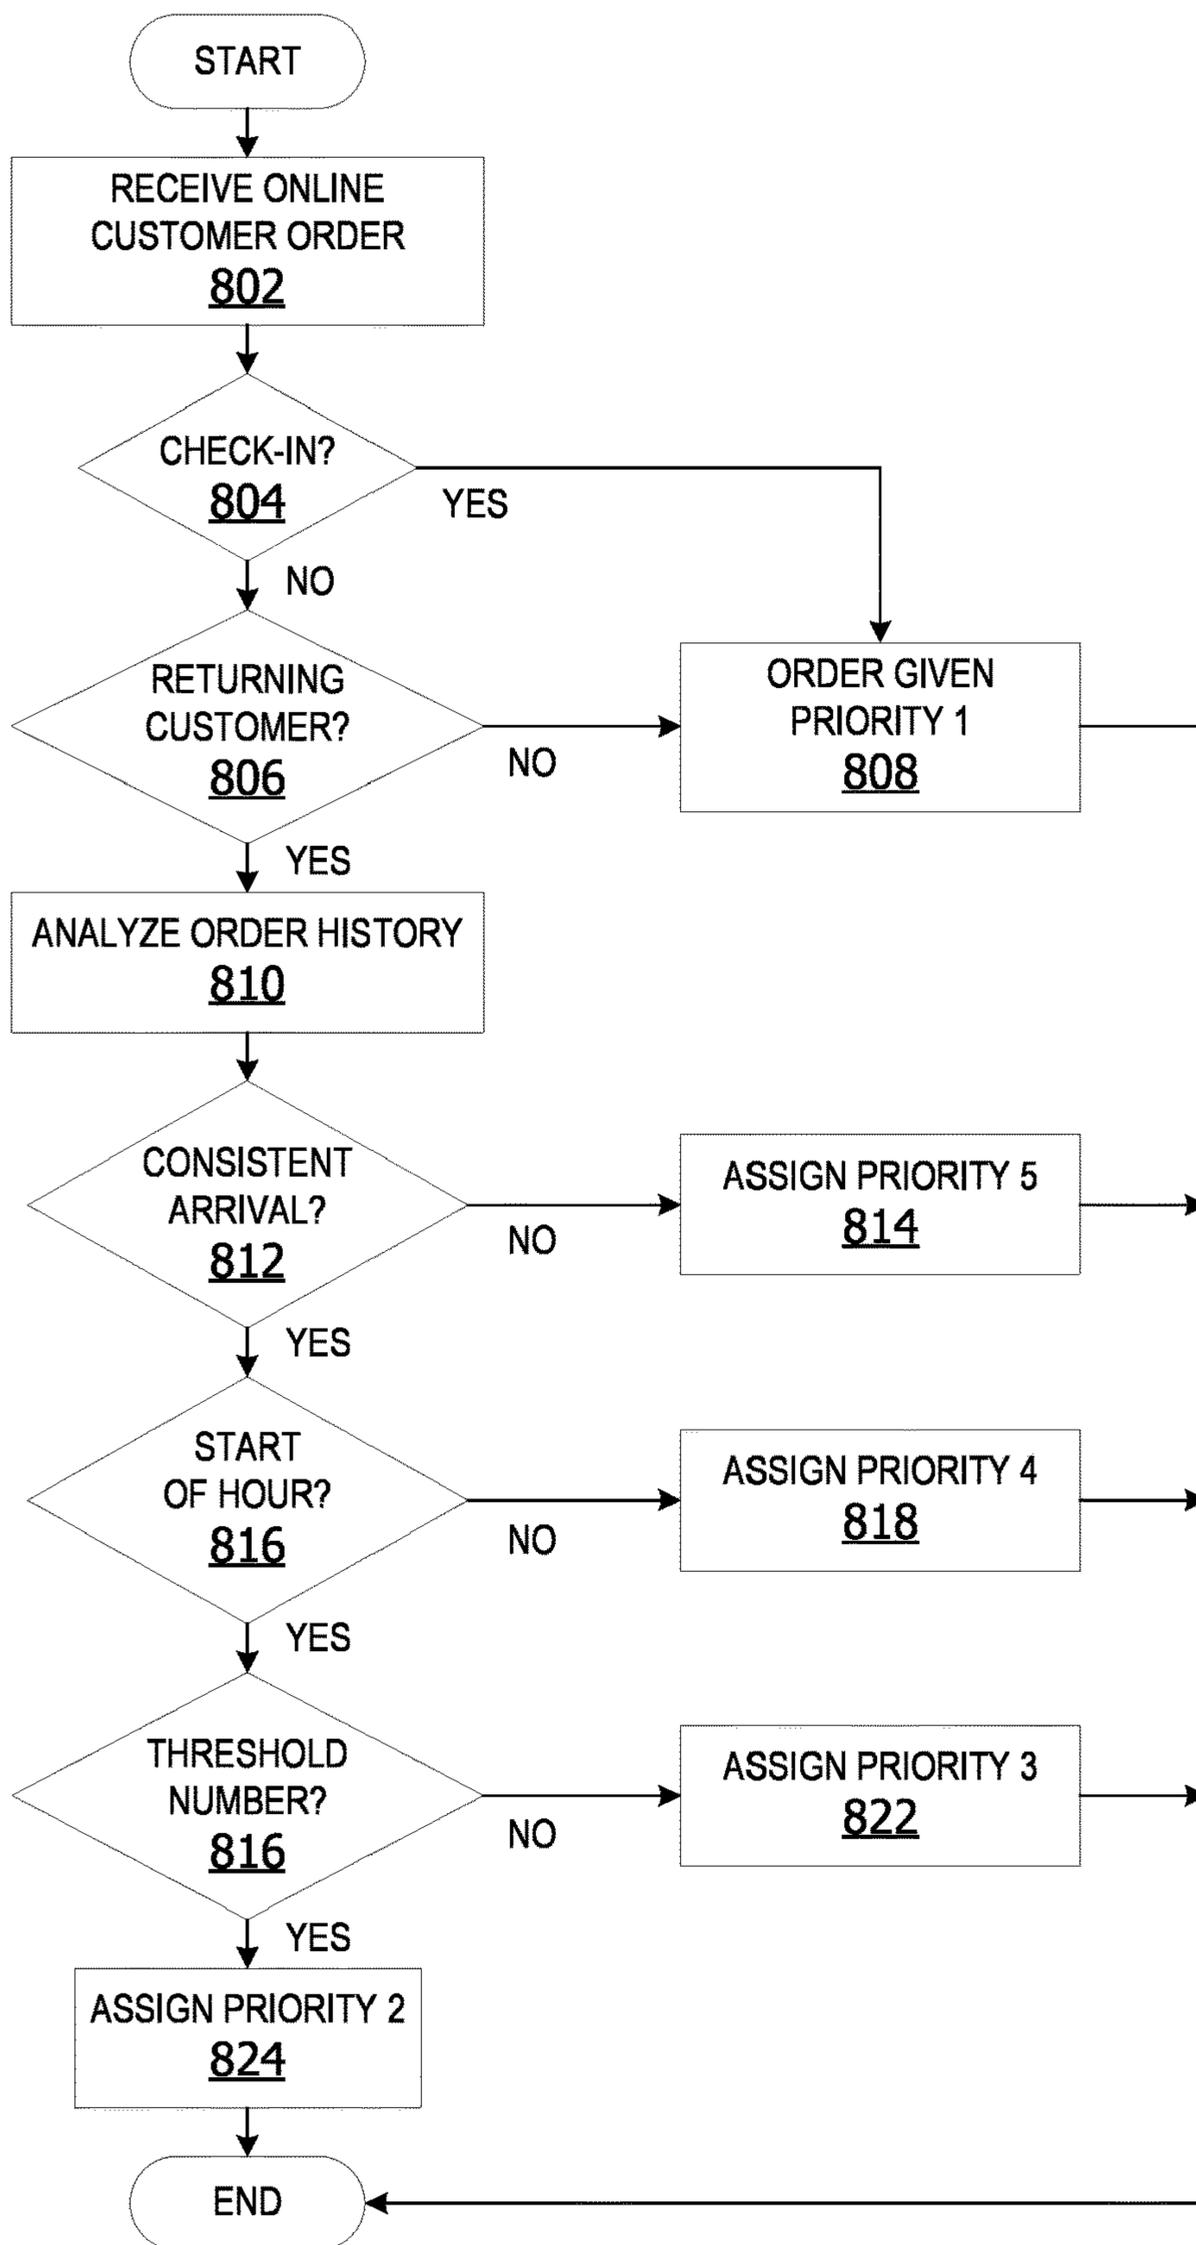 START
RECEIVE ONLINE
CUSTOMER ORDER
802
CHECK-IN?
804
YES
NO
RETURNING
CUSTOMER?
806
NO
ORDER GIVEN
PRIORITY 1
808
YES
ANALYZE ORDER HISTORY
810
CONSISTENT
ARRIVAL?
812
NO
ASSIGN PRIORITY 5
814
YES
START
OF HOUR?
816
NO
ASSIGN PRIORITY 4
818
YES
THRESHOLD
NUMBER?
816
NO
ASSIGN PRIORITY 3
822
YES
ASSIGN PRIORITY 2
824
END